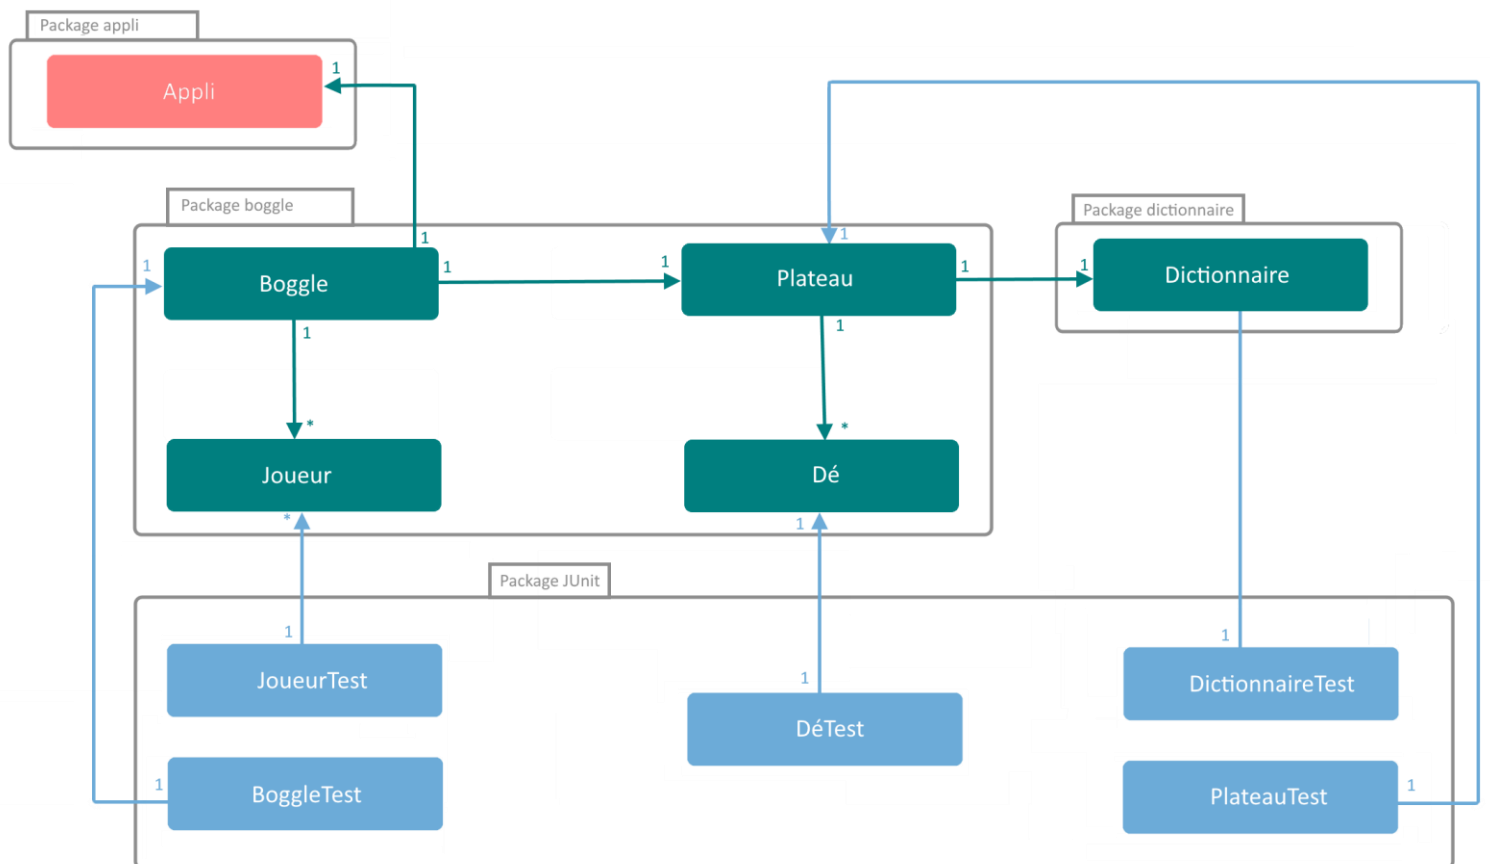 Package appli
Appli
1
Package boggle
Package dictionnaire
1
1
1
1
1
1
1
Boggle
Plateau
Dictionnaire
1
1
*
*
Joueur
Dé
*
1
Package JUnit
1
1
1
JoueurTest
DéTest
DictionnaireTest
1
BoggleTest
PlateauTest
1